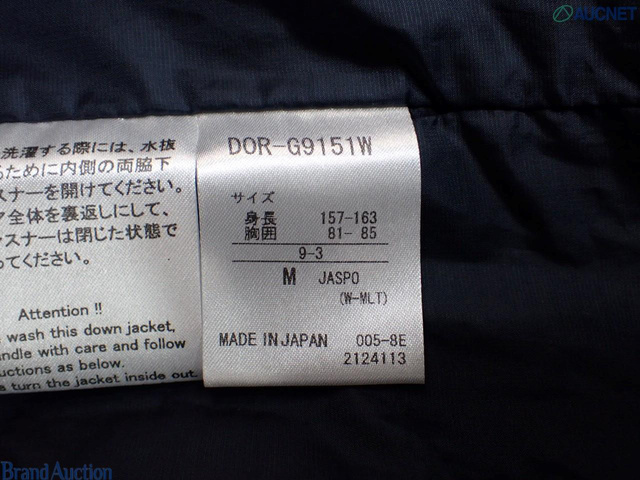 AUCNET
洗濯する際には、水抜
るために内側の両脇下
スナーを開けてください。
ア全体を裏返しにして、
スナーは閉じた状態で
ってください。
Attention !!
wash this down jacket,
ndle with care and follow
uctions as below.
turn the jacket inside out
DOR-G9151W
サイズ
身長 157-163
胸囲 81- 85
9-3
M JASPO
(W-MLT)
MADE IN JAPAN 005-8E
2124113
Brand Auction